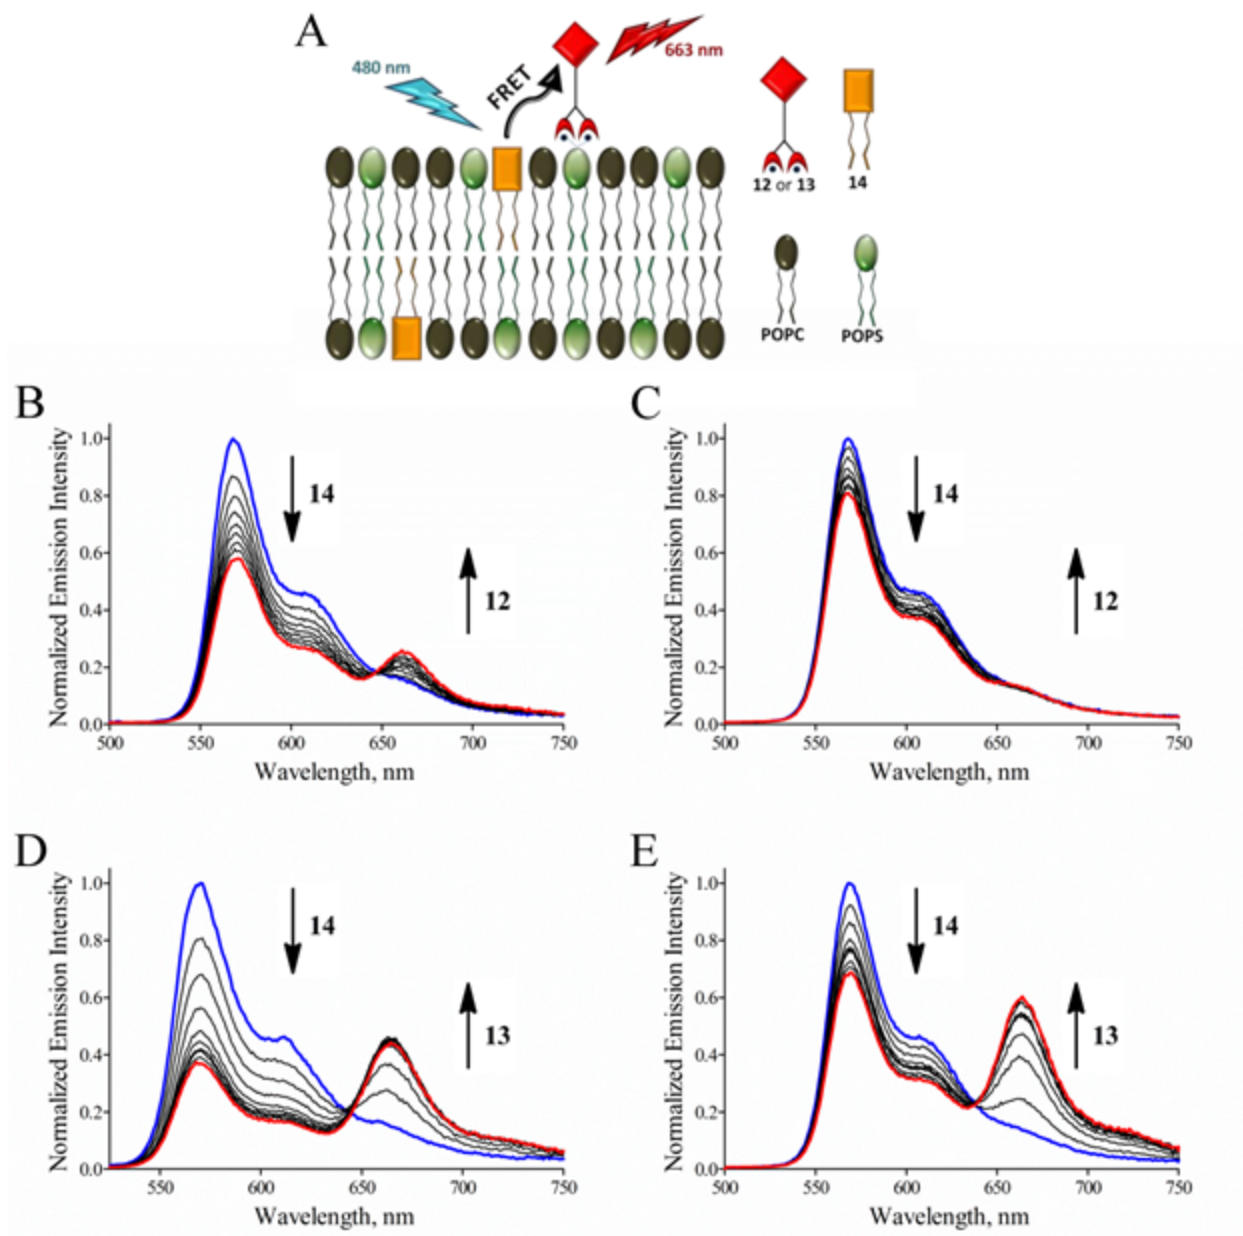 A
480 nm
FRET
663 nm
12 or 13
14
POPC
POPS
B
Normalized Emission Intensity
1.0
0.8
0.6
0.4
0.2
0.0
14
12
500 550 600 650 700 750
Wavelength, nm
C
Normalized Emission Intensity
1.0
0.8
0.6
0.4
0.2
0.0
14
12
500 550 600 650 700 750
Wavelength, nm
D
Normalized Emission Intensity
1.0
0.8
0.6
0.4
0.2
0.0
14
13
550 600 650 700 750
Wavelength, nm
E
Normalized Emission Intensity
1.0
0.8
0.6
0.4
0.2
0.0
14
13
500 550 600 650 700 750
Wavelength, nm